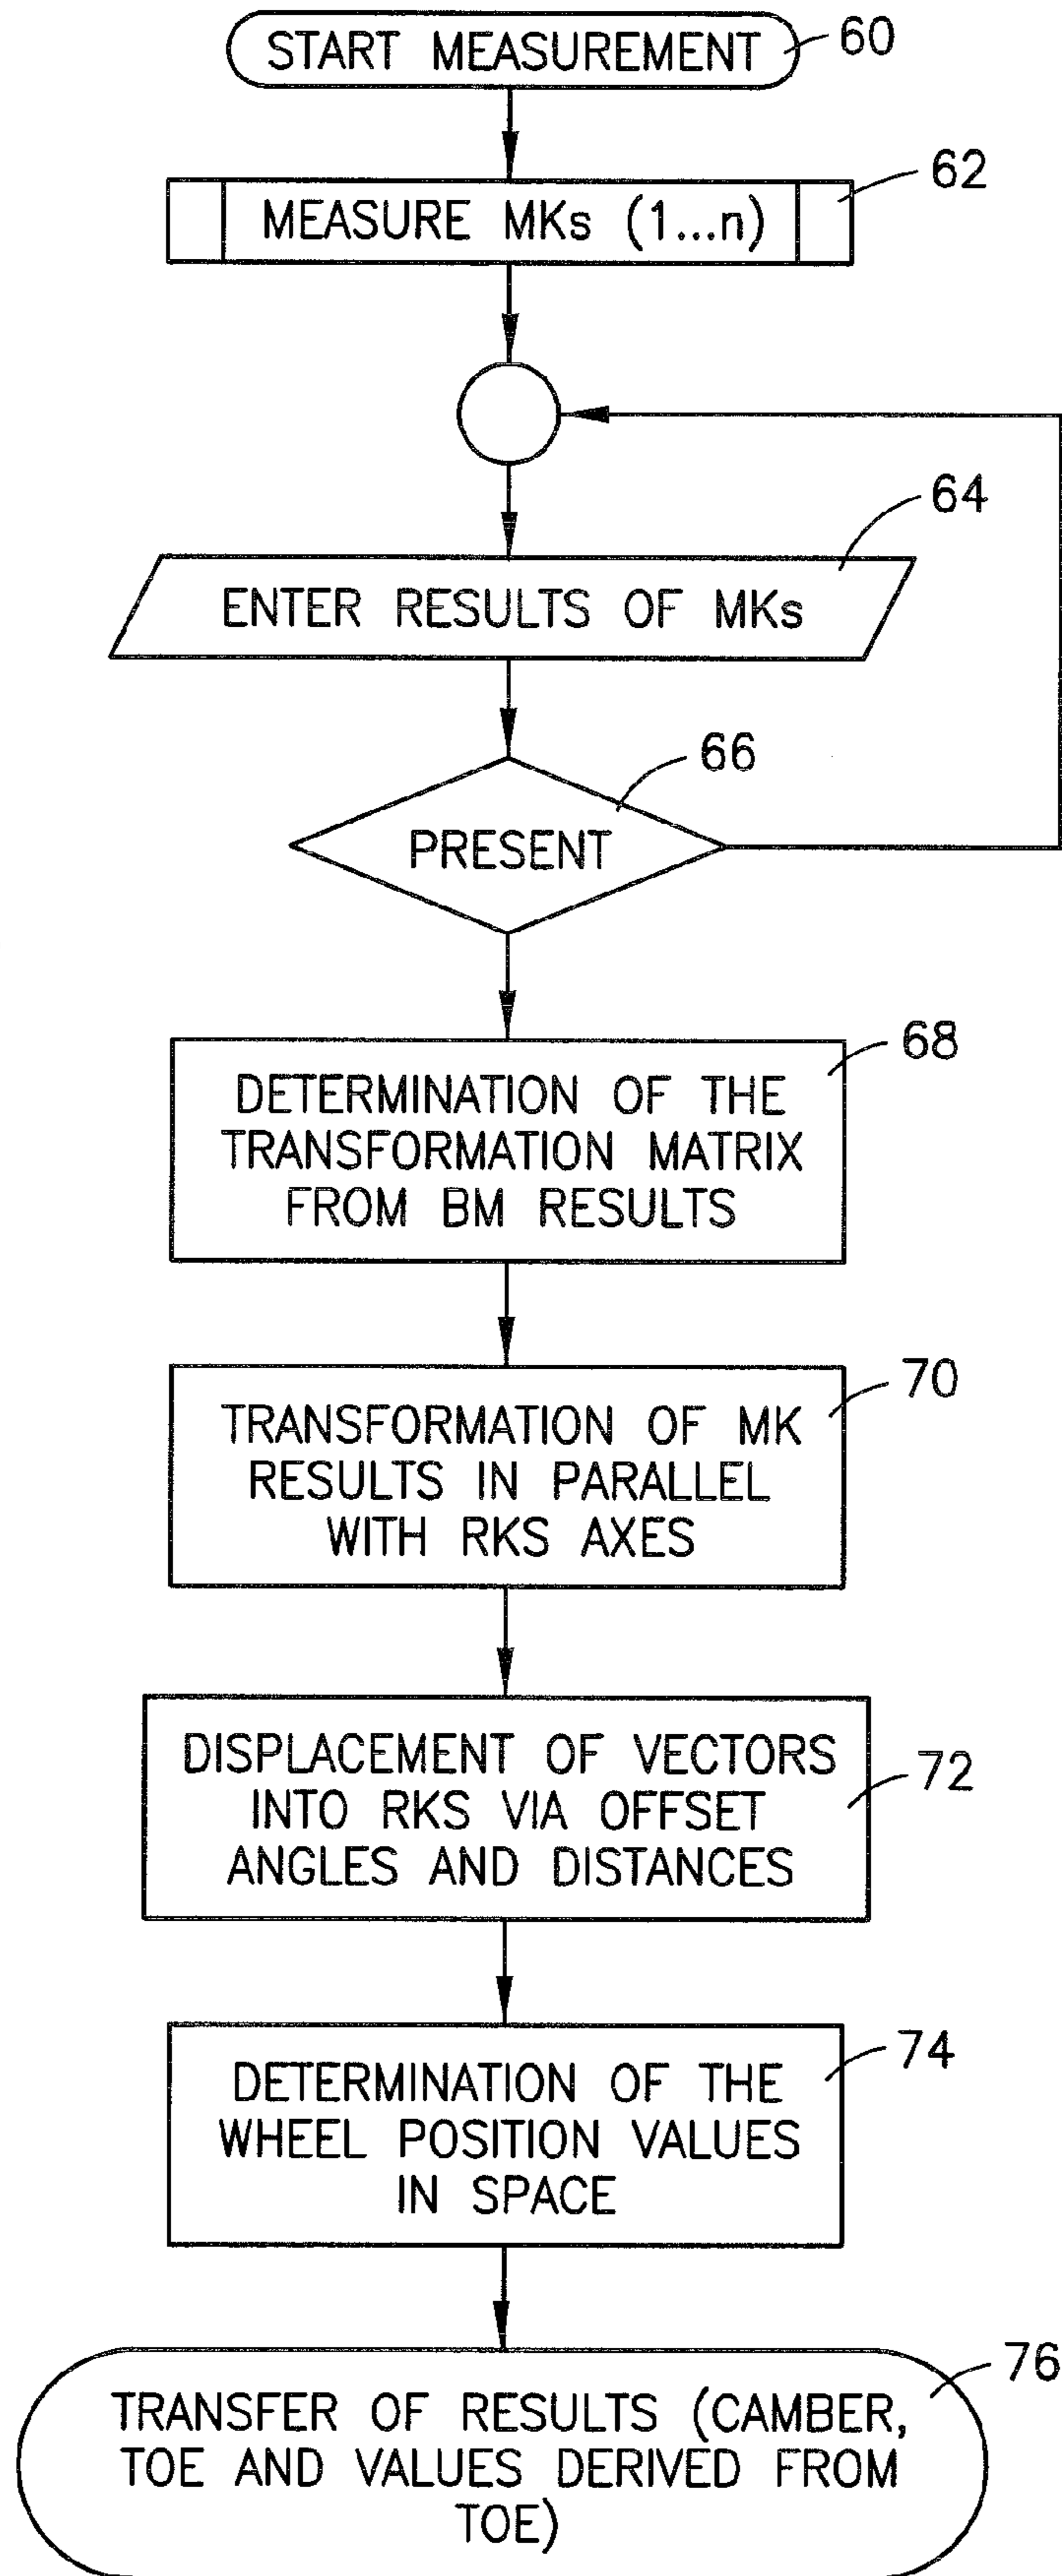 START MEASUREMENT
60
MEASURE MKs (1...n)
62
64
ENTER RESULTS OF MKs
66
PRESENT
68
DETERMINATION OF THE
TRANSFORMATION MATRIX
FROM BM RESULTS
70
TRANSFORMATION OF MK
RESULTS IN PARALLEL
WITH RKS AXES
DISPLACEMENT OF VECTORS
INTO RKS VIA OFFSET
ANGLES AND DISTANCES
72
74
DETERMINATION OF THE
WHEEL POSITION VALUES
IN SPACE
76
TRANSFER OF RESULTS (CAMBER,
TOE AND VALUES DERIVED FROM
TOE)